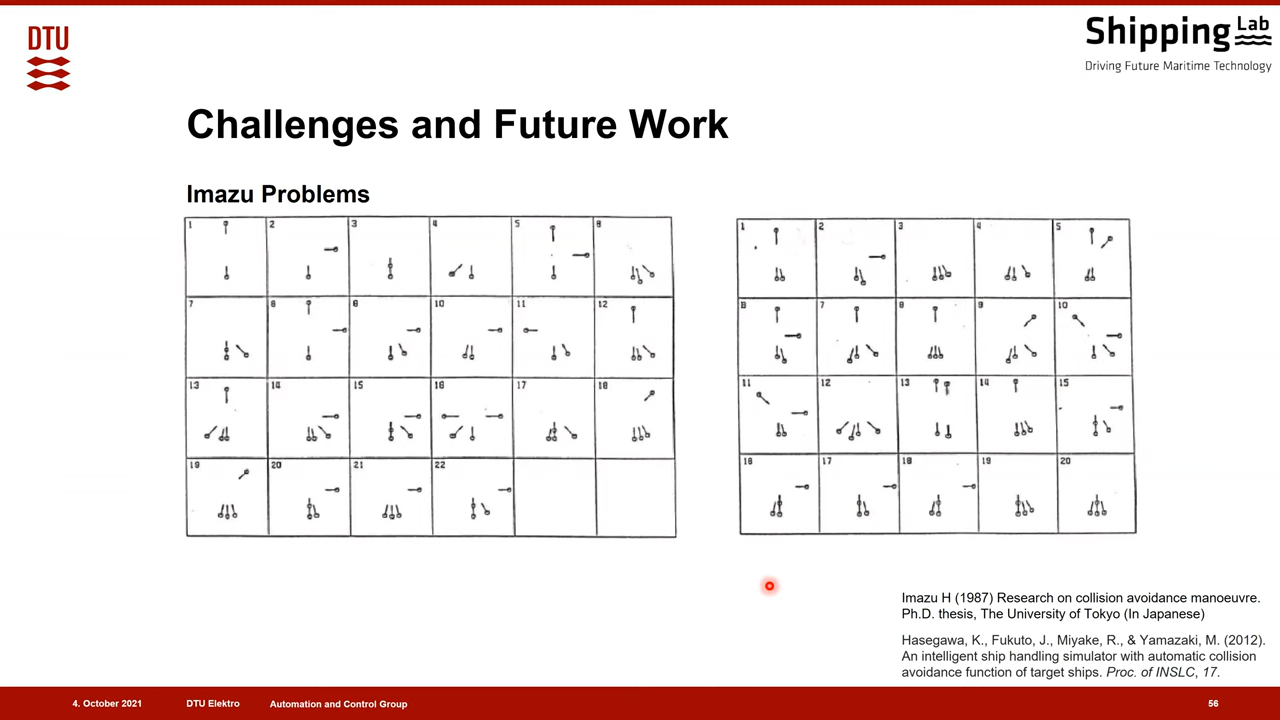 DTU
Shipping Lab
Driving Future Maritime Technology
Challenges and Future Work
Imazu Problems
1 2 3 4 5 6
7 8 9 10 11 12
13 14 15 16 17 18
19 20 21 22
1 2 3 4 5
6 7 8 9 10
11 12 13 14 15
16 17 18 19 20
Imazu H (1987) Research on collision avoidance manoeuvre.
Ph.D. thesis, The University of Tokyo (In Japanese)
Hasegawa, K., Fukuto, J., Miyake, R., & Yamazaki, M. (2012).
An intelligent ship handling simulator with automatic collision
avoidance function of target ships. Proc. of INSLC, 17.
4. October 2021 DTU Elektro Automation and Control Group 56